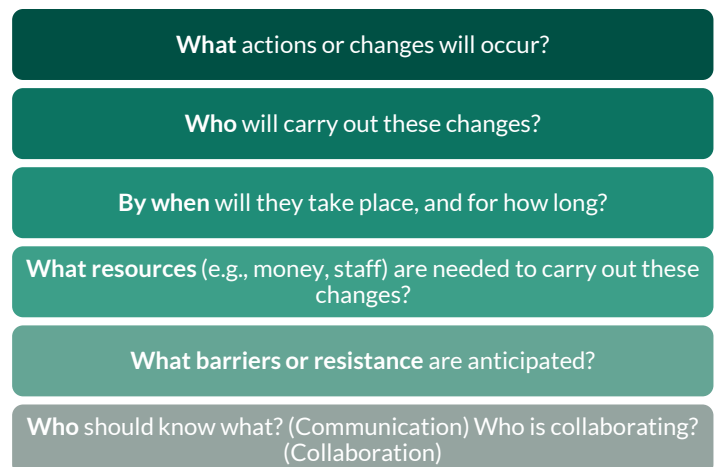 What actions or changes will occur?
Who will carry out these changes?
By when will they take place, and for how long?
What resources (e.g., money, staff) are needed to carry out these
changes?
What barriers or resistance are anticipated?
Who should know what? (Communication) Who is collaborating?
(Collaboration)